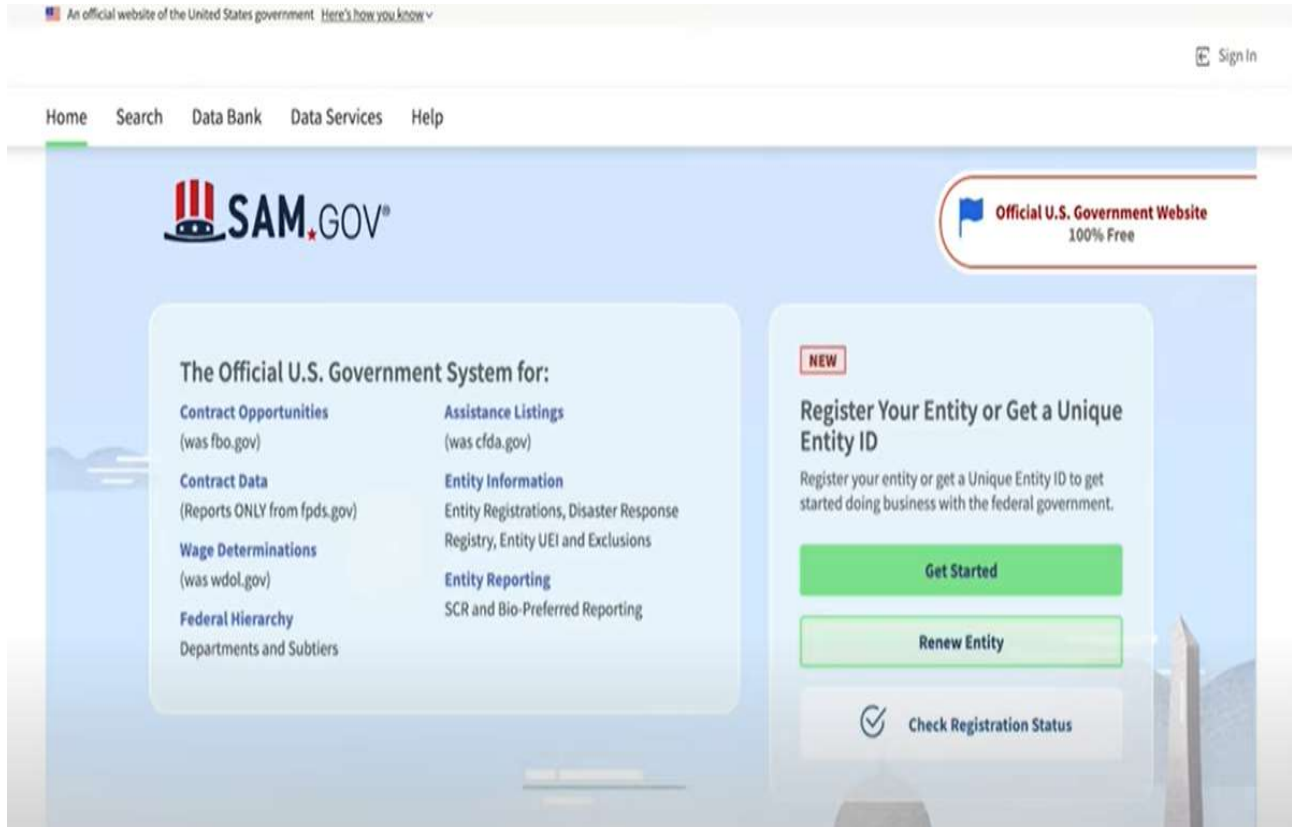 An official website of the United States government Here's how you know
Sign In
Home Search Data Bank Data Services Help
SAM.GOV®
Official U.S. Government Website
100% Free
The Official U.S. Government System for:
Contract Opportunities
(was fbo.gov)
Contract Data
(Reports ONLY from fpds.gov)
Wage Determinations
(was wdol.gov)
Federal Hierarchy
Departments and Subtiers
Assistance Listings
(was cfda.gov)
Entity Information
Entity Registrations, Disaster Response
Registry, Entity UEI and Exclusions
Entity Reporting
SCR and Bio-Preferred Reporting
NEW
Register Your Entity or Get a Unique
Entity ID
Register your entity or get a Unique Entity ID to get
started doing business with the federal government.
Get Started
Renew Entity
Check Registration Status